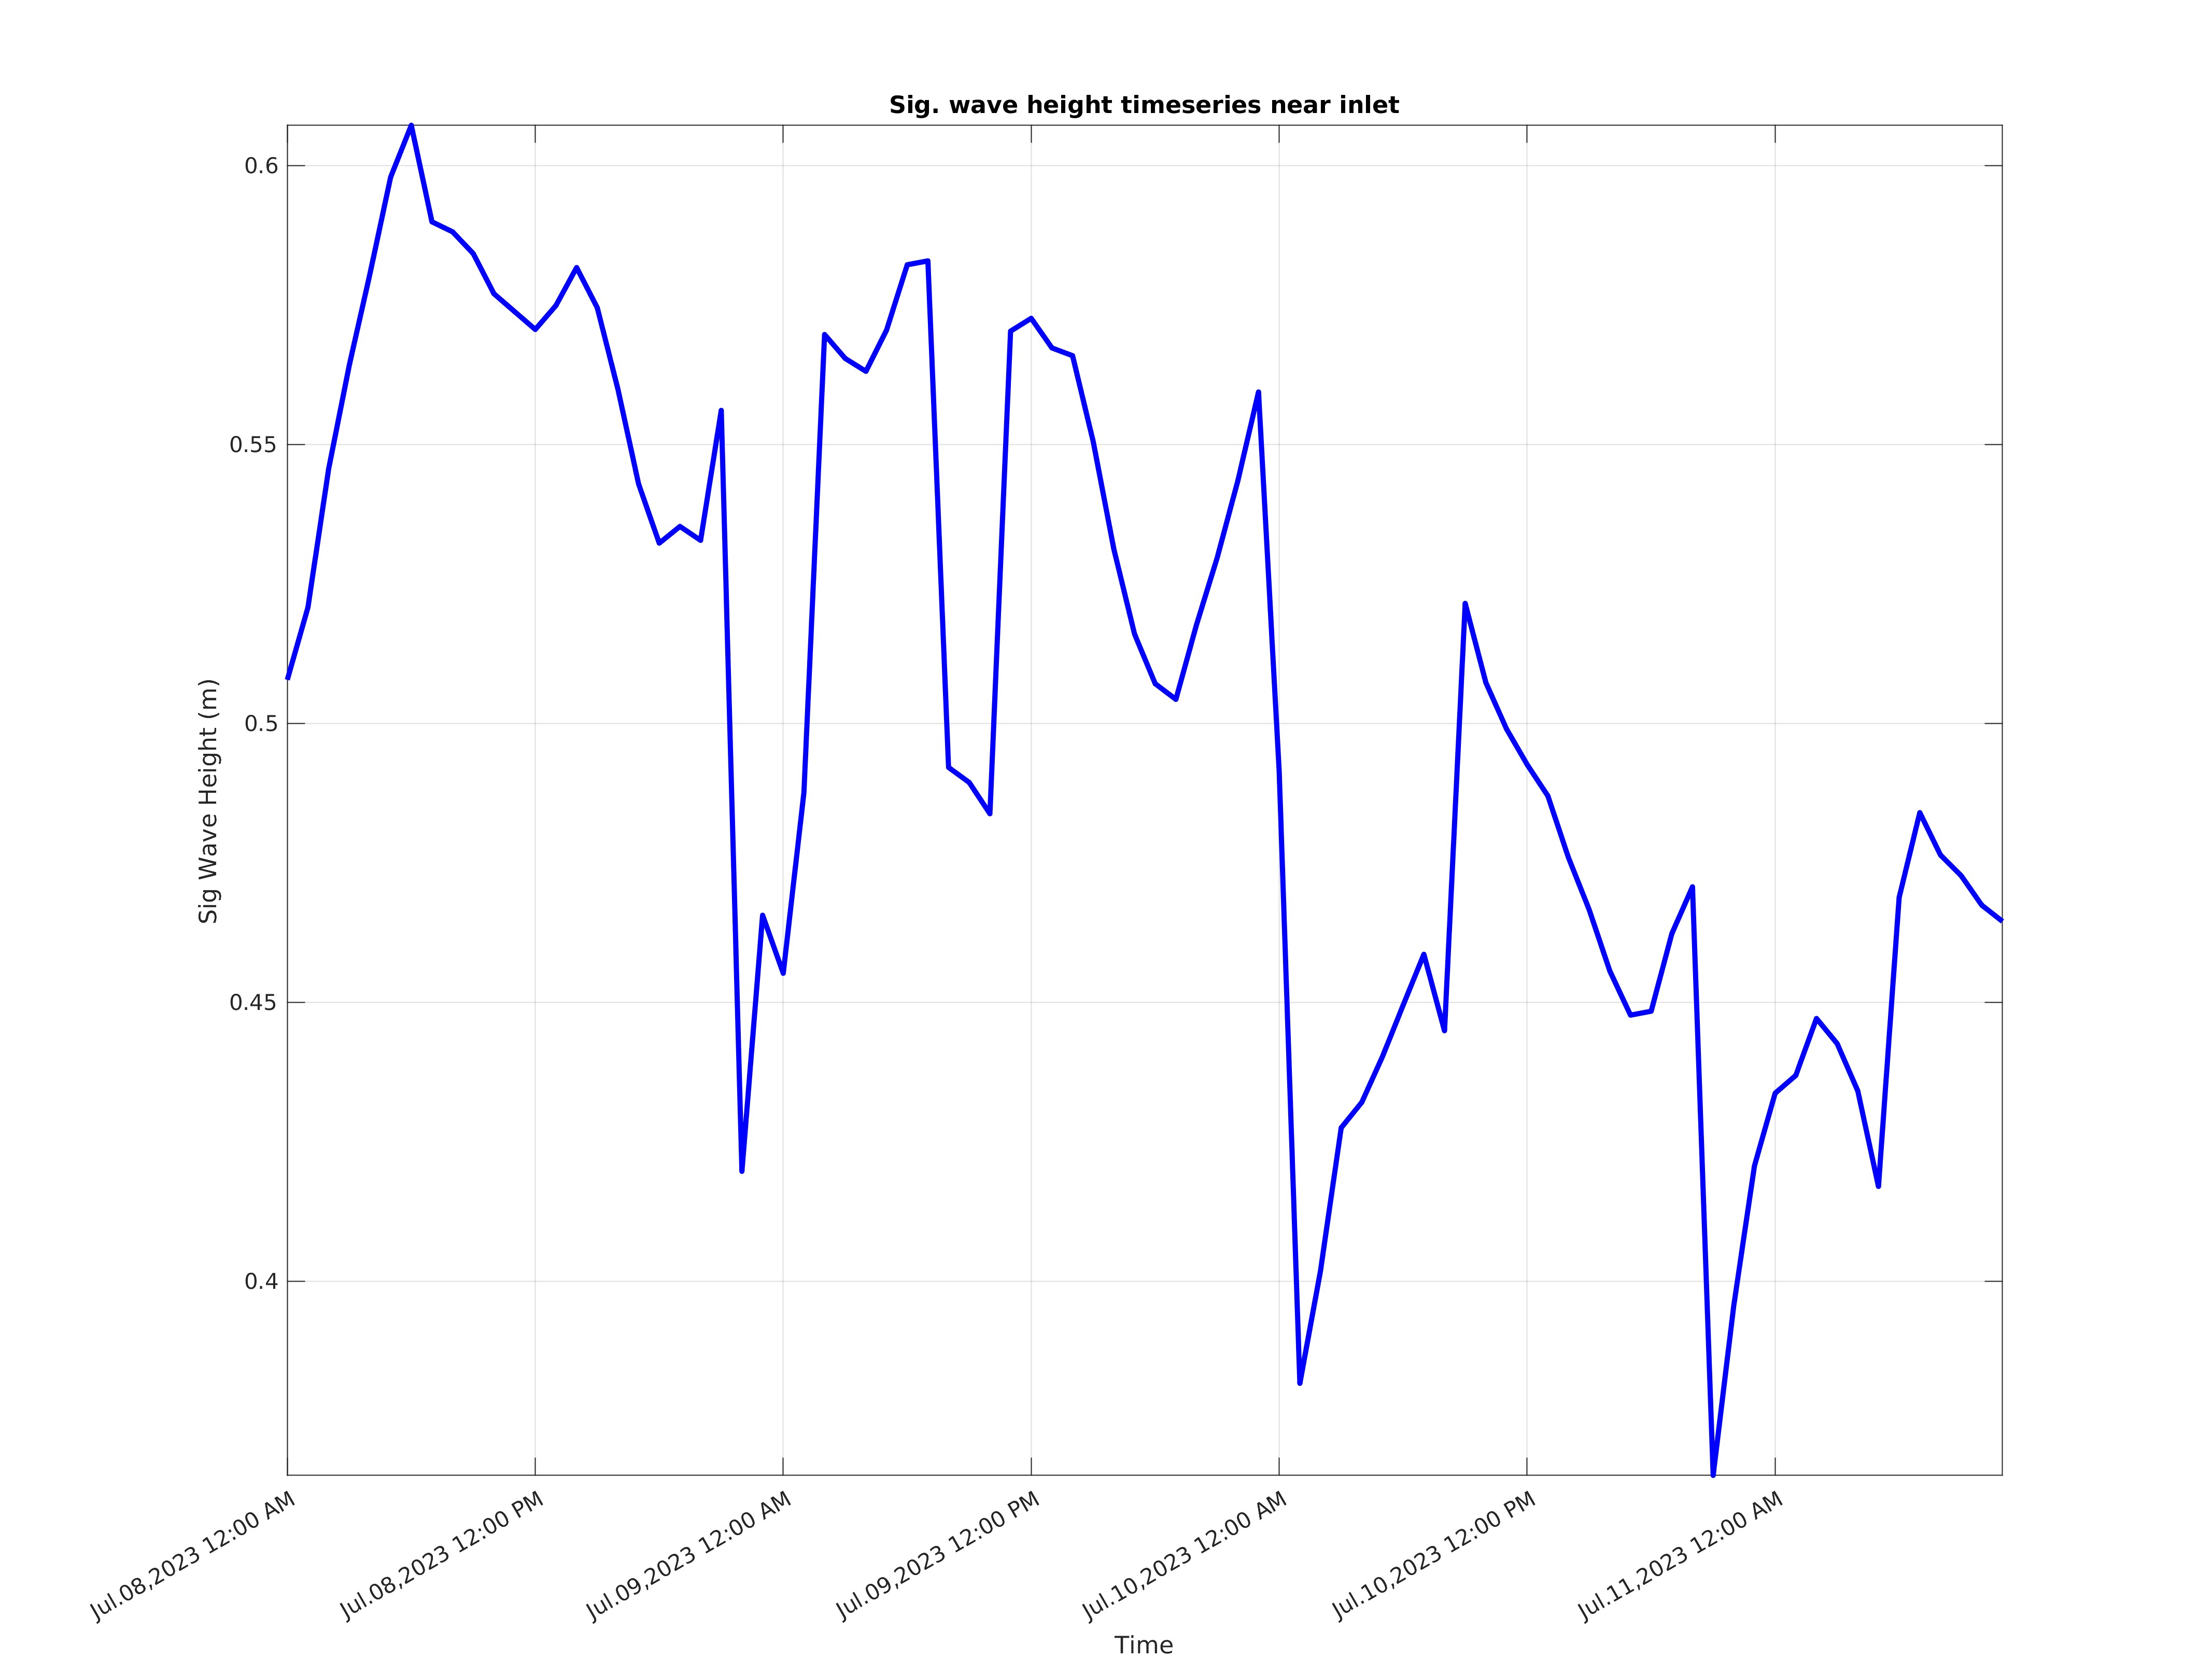 Sig. wave height timeseries near inlet
0.6
0.55
0.5
0.45
0.4
Sig Wave Height (m)
Jul.08,2023 12:00 AM
Jul.08,2023 12:00 PM
Jul.09,2023 12:00 AM
Jul.09,2023 12:00 PM
Jul.10,2023 12:00 AM
Jul.10,2023 12:00 PM
Jul.11,2023 12:00 AM
Time